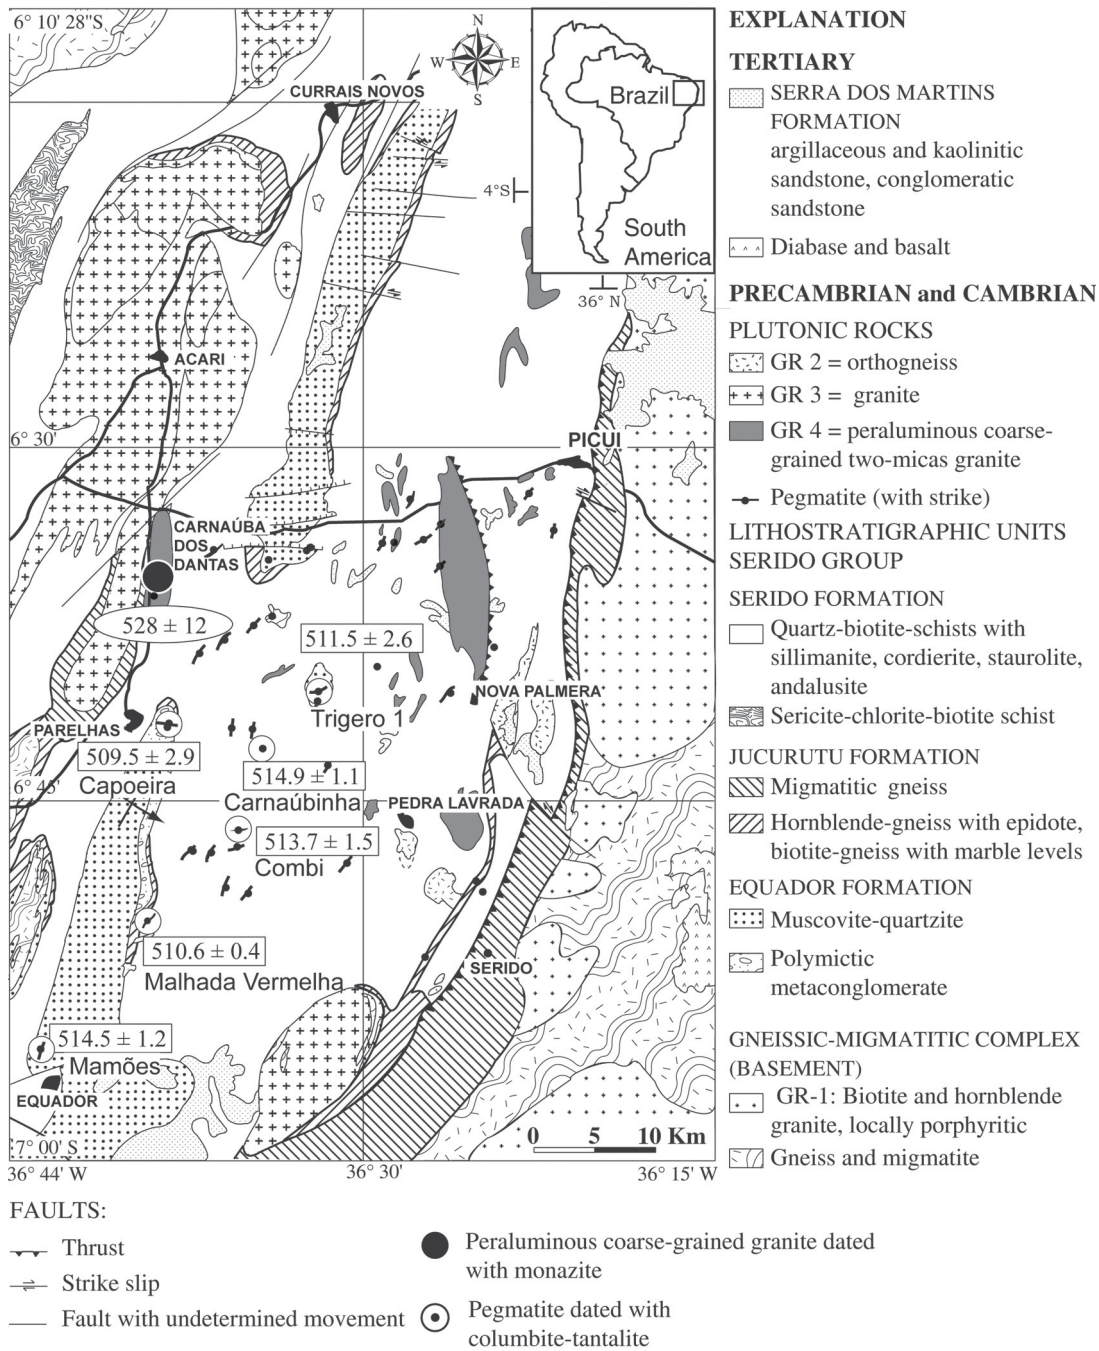 6° 10' 28"S
N
W
E
S
CURRAIS NOVOS
4°S
Brazil
South
America
36° N
ACARI
6° 30'
PICUI
CARNAÚBA
DOS
DANTAS
528 ± 12
511.5 ± 2.6
Trigero 1
NOVA PALMERA
PARELHAS
509.5 ± 2.9
Capoeira
514.9 ± 1.1
Carnaúbinha
6° 45'
PEDRA LAVRADA
513.7 ± 1.5
Combi
510.6 ± 0.4
Malhada Vermelha
SERIDO
514.5 ± 1.2
Mamões
EQUADOR
0 5 10 Km
7° 00' S
36° 44' W
36° 30'
36° 15' W
EXPLANATION
TERTIARY
SERRA DOS MARTINS
FORMATION
argillaceous and kaolinitic
sandstone, conglomeratic
sandstone
Diabase and basalt
PRECAMBRIAN and CAMBRIAN
PLUTONIC ROCKS
GR 2 = orthogneiss
GR 3 = granite
GR 4 = peraluminous coarse-
grained two-micas granite
Pegmatite (with strike)
LITHOSTRATIGRAPHIC UNITS
SERIDO GROUP
SERIDO FORMATION
Quartz-biotite-schists with
sillimanite, cordierite, staurolite,
andalusite
Sericite-chlorite-biotite schist
JUCURUTU FORMATION
Migmatitic gneiss
Hornblende-gneiss with epidote,
biotite-gneiss with marble levels
EQUADOR FORMATION
Muscovite-quartzite
Polymictic
metaconglomerate
GNEISSIC-MIGMATITIC COMPLEX
(BASEMENT)
GR-1: Biotite and hornblende
granite, locally porphyritic
Gneiss and migmatite
FAULTS:
Thrust
Strike slip
Fault with undetermined movement
Peraluminous coarse-grained granite dated
with monazite
Pegmatite dated with
columbite-tantalite